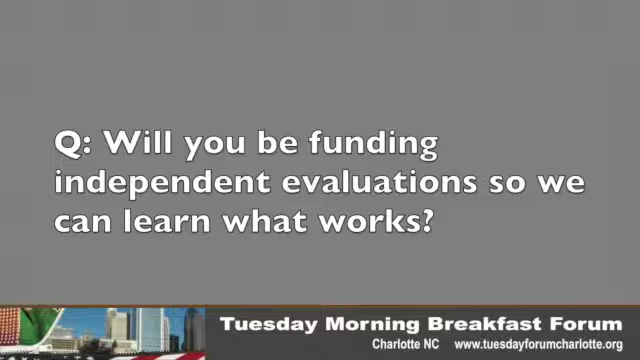 Q: Will you be funding
independent evaluations so we
can learn what works?
Tuesday Morning Breakfast Forum
Charlotte NC www.tuesdayforumcharlotte.org